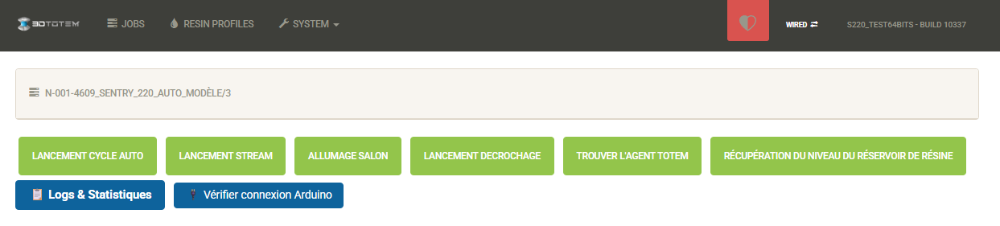 3DTOTEM JOBS RESIN PROFILES SYSTEM WIRED S220_TEST64BITS - BUILD 10337
N-001-4609_SENTRY_220_AUTO_MODÈLE/3
LANCEMENT CYCLE AUTO LANCEMENT STREAM ALLUMAGE SALON LANCEMENT DECROCHAGE TROUVER L'AGENT TOTEM RÉCUPÉRATION DU NIVEAU DU RÉSERVOIR DE RÉSINE
Logs & Statistiques Vérifier connexion Arduino